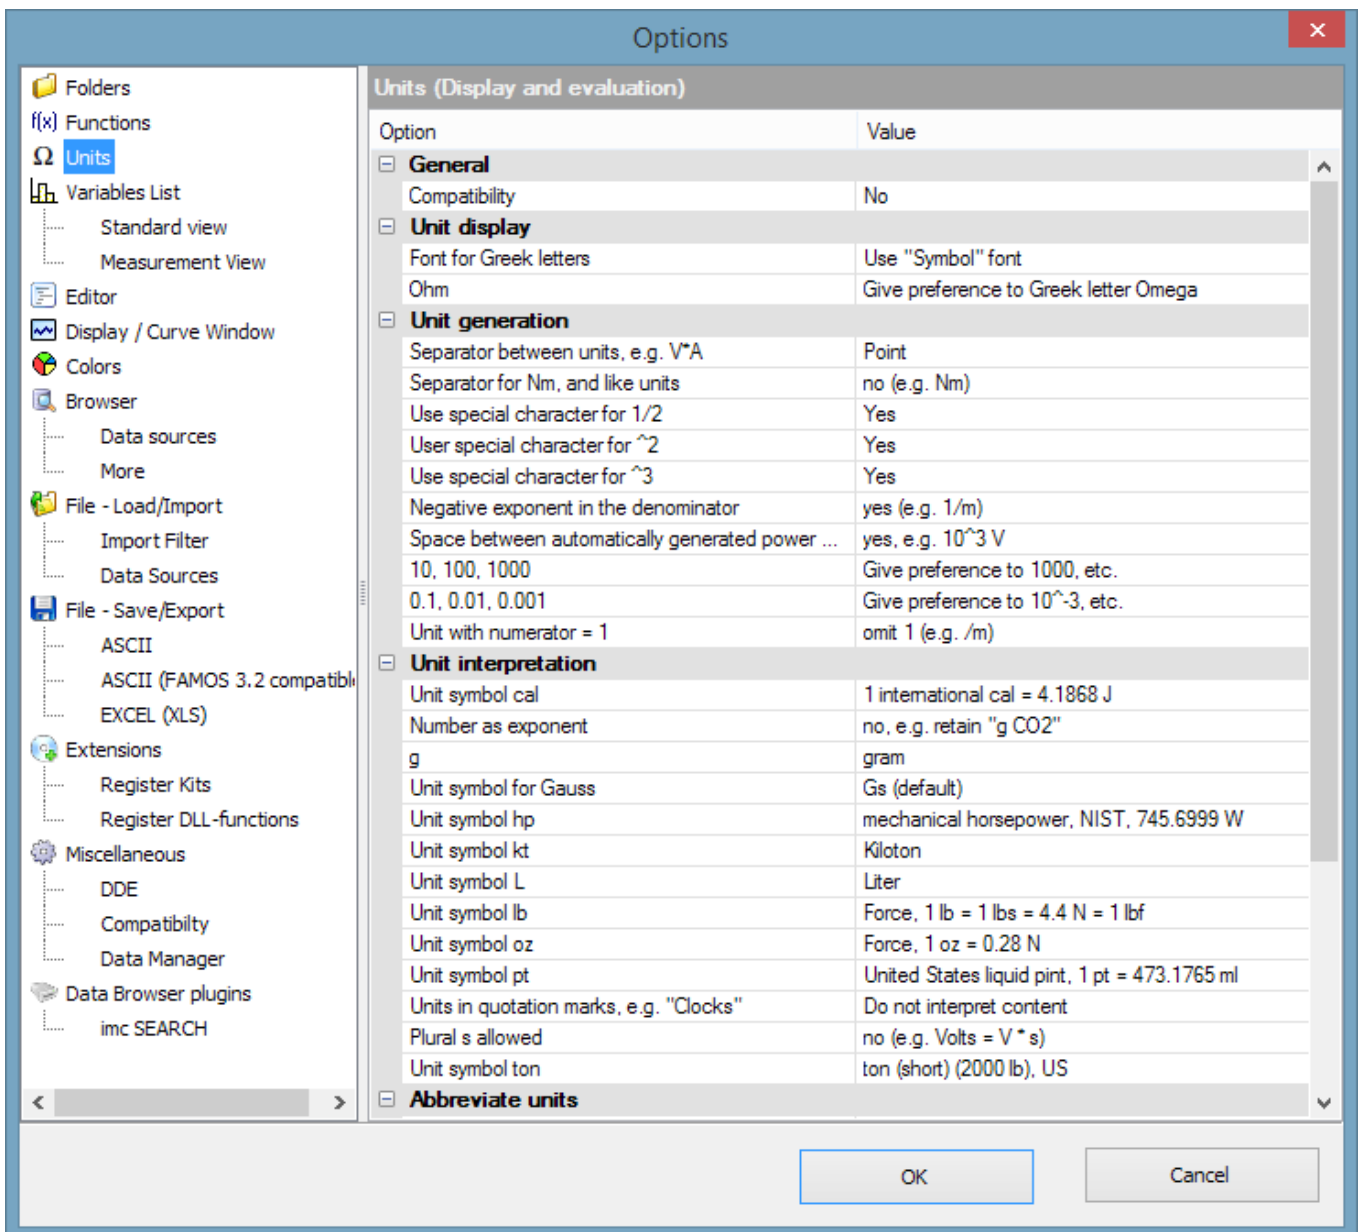 Options
Folders
f(x) Functions
Ω Units
Variables List
Standard view
Measurement View
Editor
Display / Curve Window
Colors
Browser
Data sources
More
File - Load/Import
Import Filter
Data Sources
File - Save/Export
ASCII
ASCII (FAMOS 3.2 compatible
EXCEL (XLS)
Extensions
Register Kits
Register DLL-functions
Miscellaneous
DDE
Compatibilty
Data Manager
Data Browser plugins
imc SEARCH
Units (Display and evaluation)
Option Value
General
Compatibility No
Unit display
Font for Greek letters Use "Symbol" font
Ohm Give preference to Greek letter Omega
Unit generation
Separator between units, e.g. V*A Point
Separator for Nm, and like units no (e.g. Nm)
Use special character for 1/2 Yes
User special character for ^2 Yes
Use special character for ^3 Yes
Negative exponent in the denominator yes (e.g. 1/m)
Space between automatically generated power ... yes, e.g. 10^3 V
10, 100, 1000 Give preference to 1000, etc.
0.1, 0.01, 0.001 Give preference to 10^-3, etc.
Unit with numerator = 1 omit 1 (e.g. /m)
Unit interpretation
Unit symbol cal 1 international cal = 4.1868 J
Number as exponent no, e.g. retain "g CO2"
g gram
Unit symbol for Gauss Gs (default)
Unit symbol hp mechanical horsepower, NIST, 745.6999 W
Unit symbol kt Kiloton
Unit symbol L Liter
Unit symbol lb Force, 1 lb = 1 lbs = 4.4 N = 1 lbf
Unit symbol oz Force, 1 oz = 0.28 N
Unit symbol pt United States liquid pint, 1 pt = 473.1765 ml
Units in quotation marks, e.g. "Clocks" Do not interpret content
Plural s allowed no (e.g. Volts = V * s)
Unit symbol ton ton (short) (2000 lb), US
Abbreviate units
OK Cancel